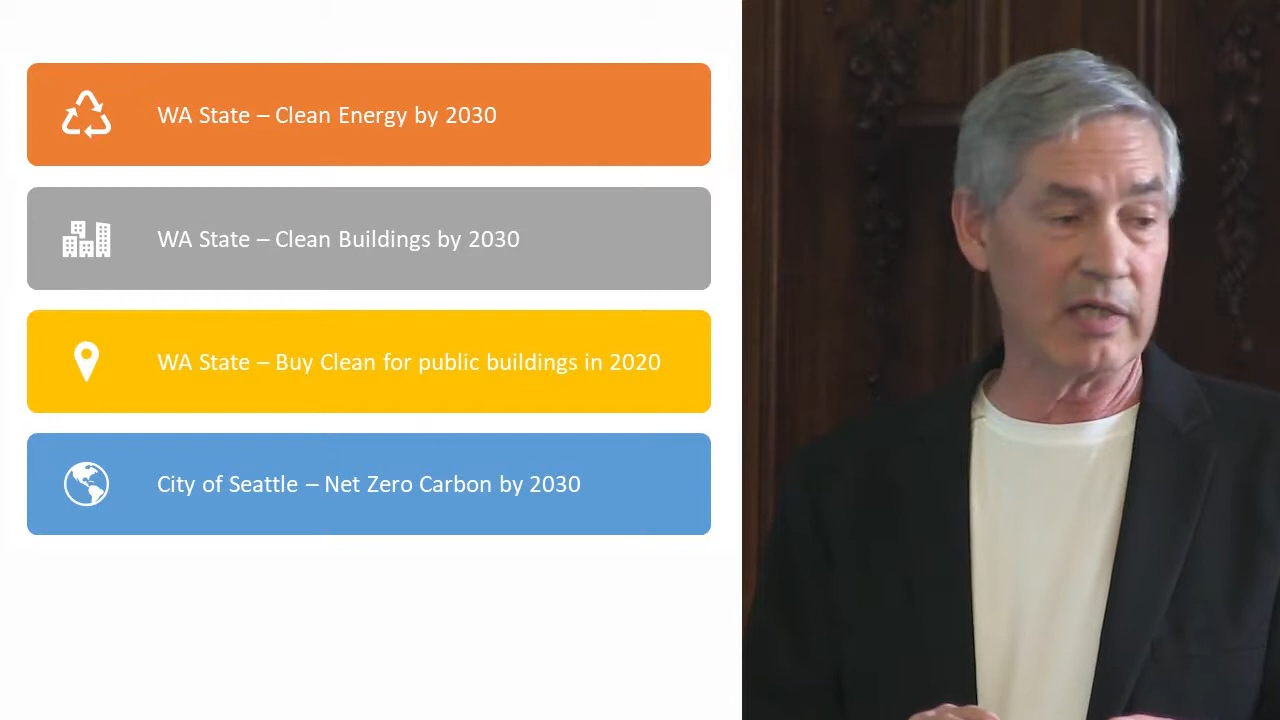 WA State – Clean Energy by 2030
WA State – Clean Buildings by 2030
WA State – Buy Clean for public buildings in 2020
City of Seattle – Net Zero Carbon by 2030